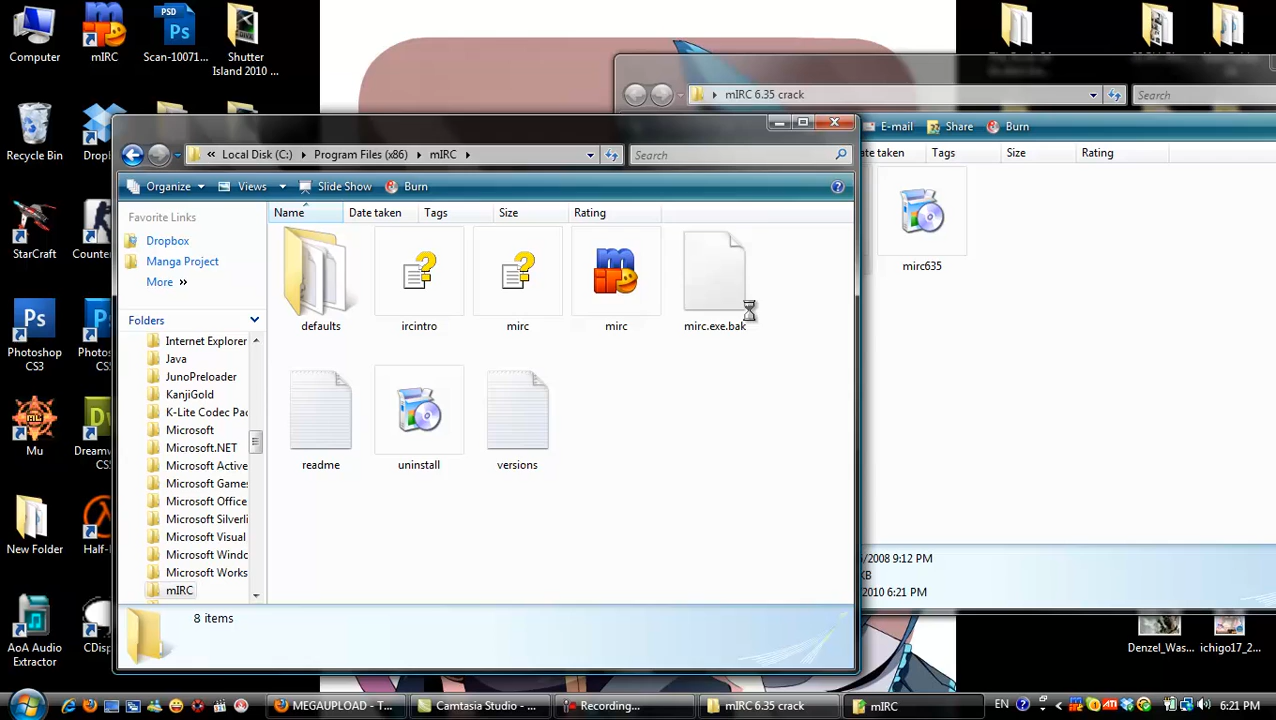 Computer
mIRC
PSD
Scan-10071...
Shutter
Island 2010 ...
Recycle Bin
StarCraft
Photoshop
CS3
Mu
New Folder
AoA Audio
Extractor
mIRC 6.35 crack
Search
E-mail
Share
Burn
Tags
Size
Rating
mirc635
Local Disk (C:)
Program Files (x86)
mIRC
Search
Organize
Views
Slide Show
Burn
Name
Date taken
Tags
Size
Rating
Favorite Links
Dropbox
Manga Project
More
Folders
Internet Explorer
Java
JunoPreloader
KanjiGold
K-Lite Codec Pac
Microsoft
Microsoft.NET
Microsoft Active
Microsoft Games
Microsoft Office
Microsoft Silverli
Microsoft Visual
Microsoft Windo
Microsoft Works
mIRC
defaults
ircintro
mirc
mirc
mirc.exe.bak
readme
uninstall
versions
8 items
/2008 9:12 PM
KB
2010 6:21 PM
Denzel_Was...
ichigo17_2...
MEGAUPLOAD - T...
Camtasia Studio - ...
Recording...
mIRC 6.35 crack
mIRC
EN
6:21 PM